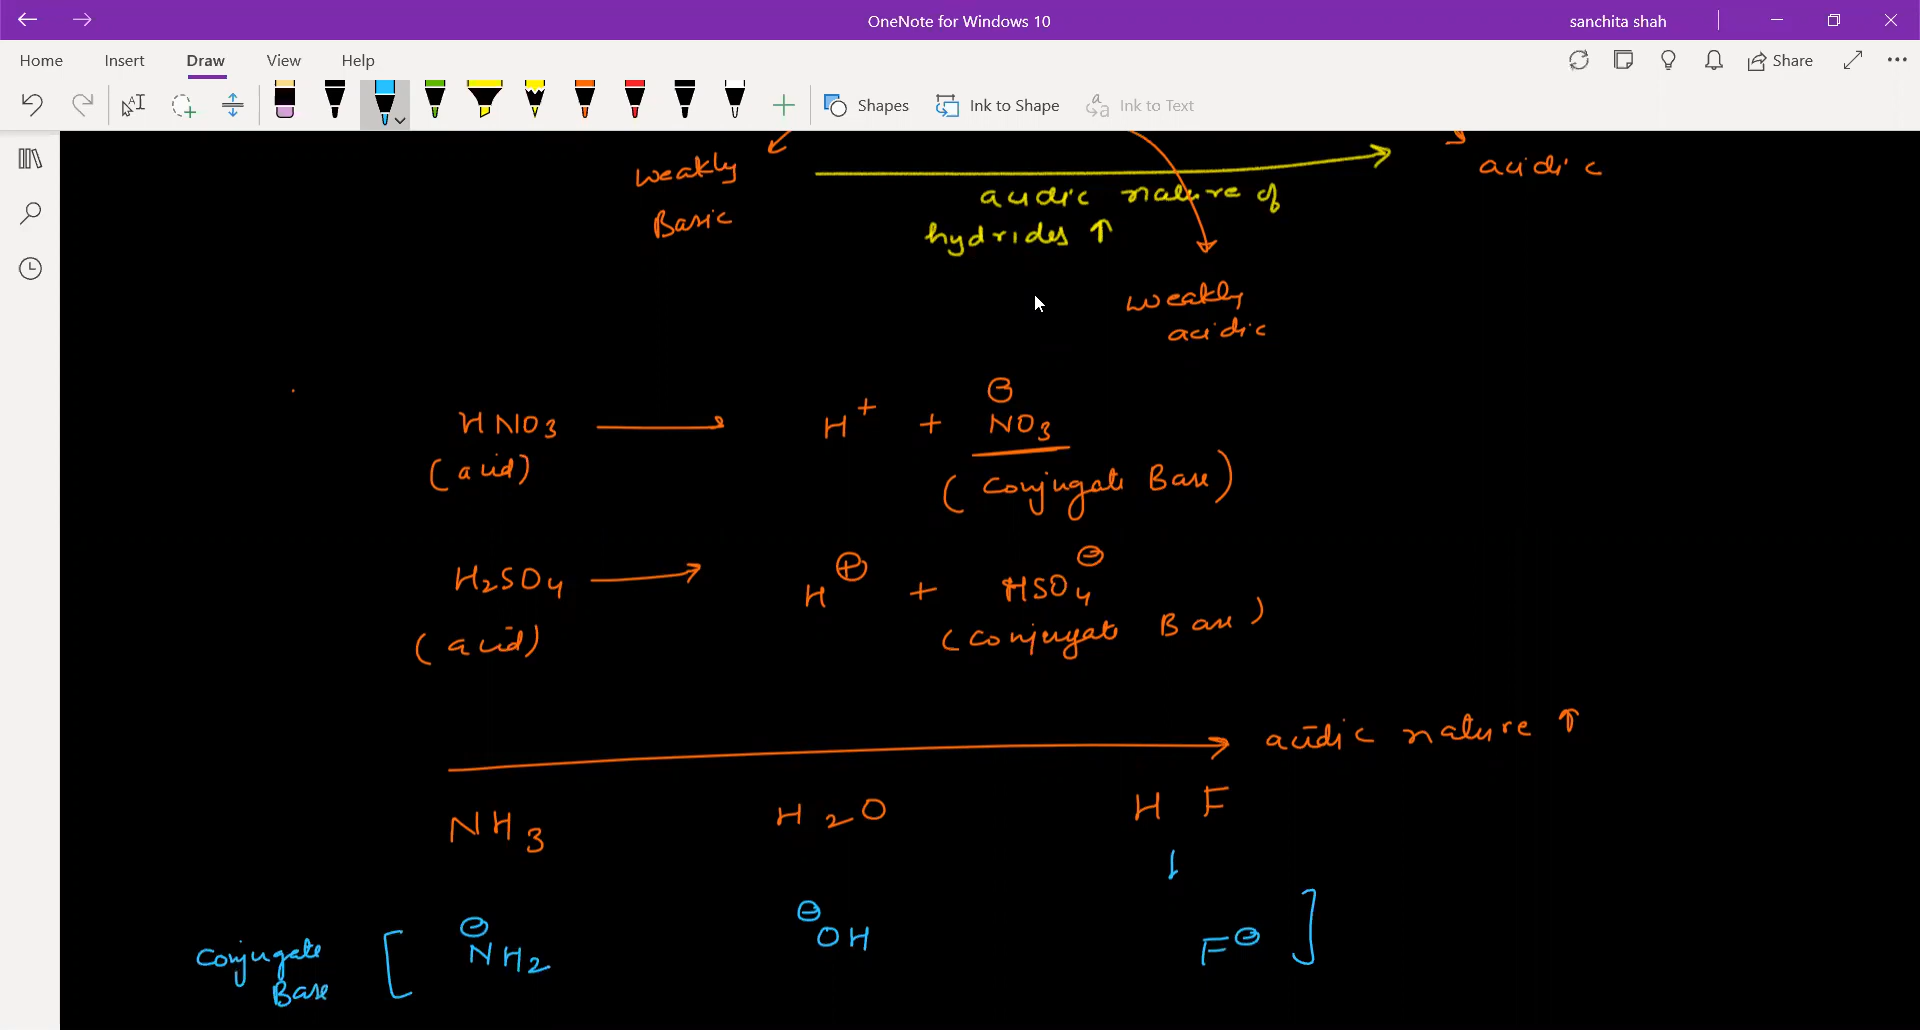 OneNote for Windows 10
sanchita shah
Home Insert Draw View Help
Share
Shapes Ink to Shape Ink to Text
weakly
Basic
acidic nature of
hydrides ↑
acidic
weakly
acidic
HNO3 ⟶ H+ + NO3⊖
(acid) (Conjugate Base)
H2SO4 ⟶ H⊕ + HSO4⊖
(acid) (Conjugate Base)
⟶ acidic nature ↑
NH3 H2O HF
↓
Conjugate Base [ ⊖NH2 ⊖OH F⊖ ]